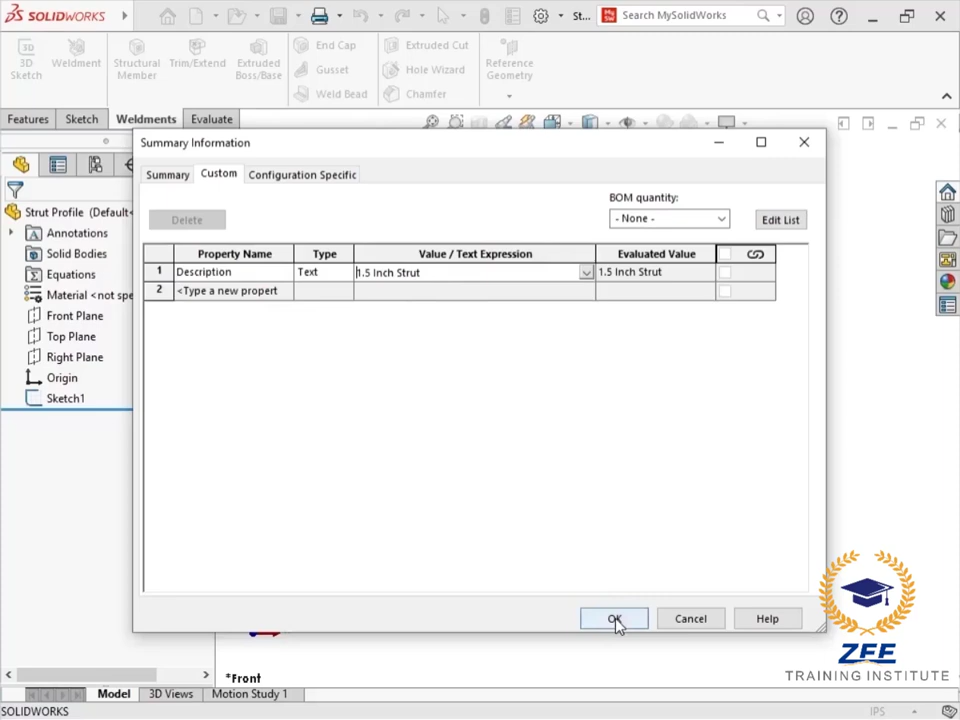 SOLIDWORKS
St...
Search MySolidWorks
3D Sketch
Weldment
Structural Member
Trim/Extend
Extruded Boss/Base
End Cap
Gusset
Weld Bead
Extruded Cut
Hole Wizard
Chamfer
Reference Geometry
Features
Sketch
Weldments
Evaluate
Summary Information
Summary
Custom
Configuration Specific
BOM quantity:
Delete
- None -
Edit List
Property Name
Type
Value / Text Expression
Evaluated Value
1
Description
Text
1.5 Inch Strut
1.5 Inch Strut
2
<Type a new propert
Strut Profile (Default<
Annotations
Solid Bodies
Equations
Material <not spe
Front Plane
Top Plane
Right Plane
Origin
Sketch1
OK
Cancel
Help
*Front
ZEE
TRAINING INSTITUTE
Model
3D Views
Motion Study 1
SOLIDWORKS
IPS